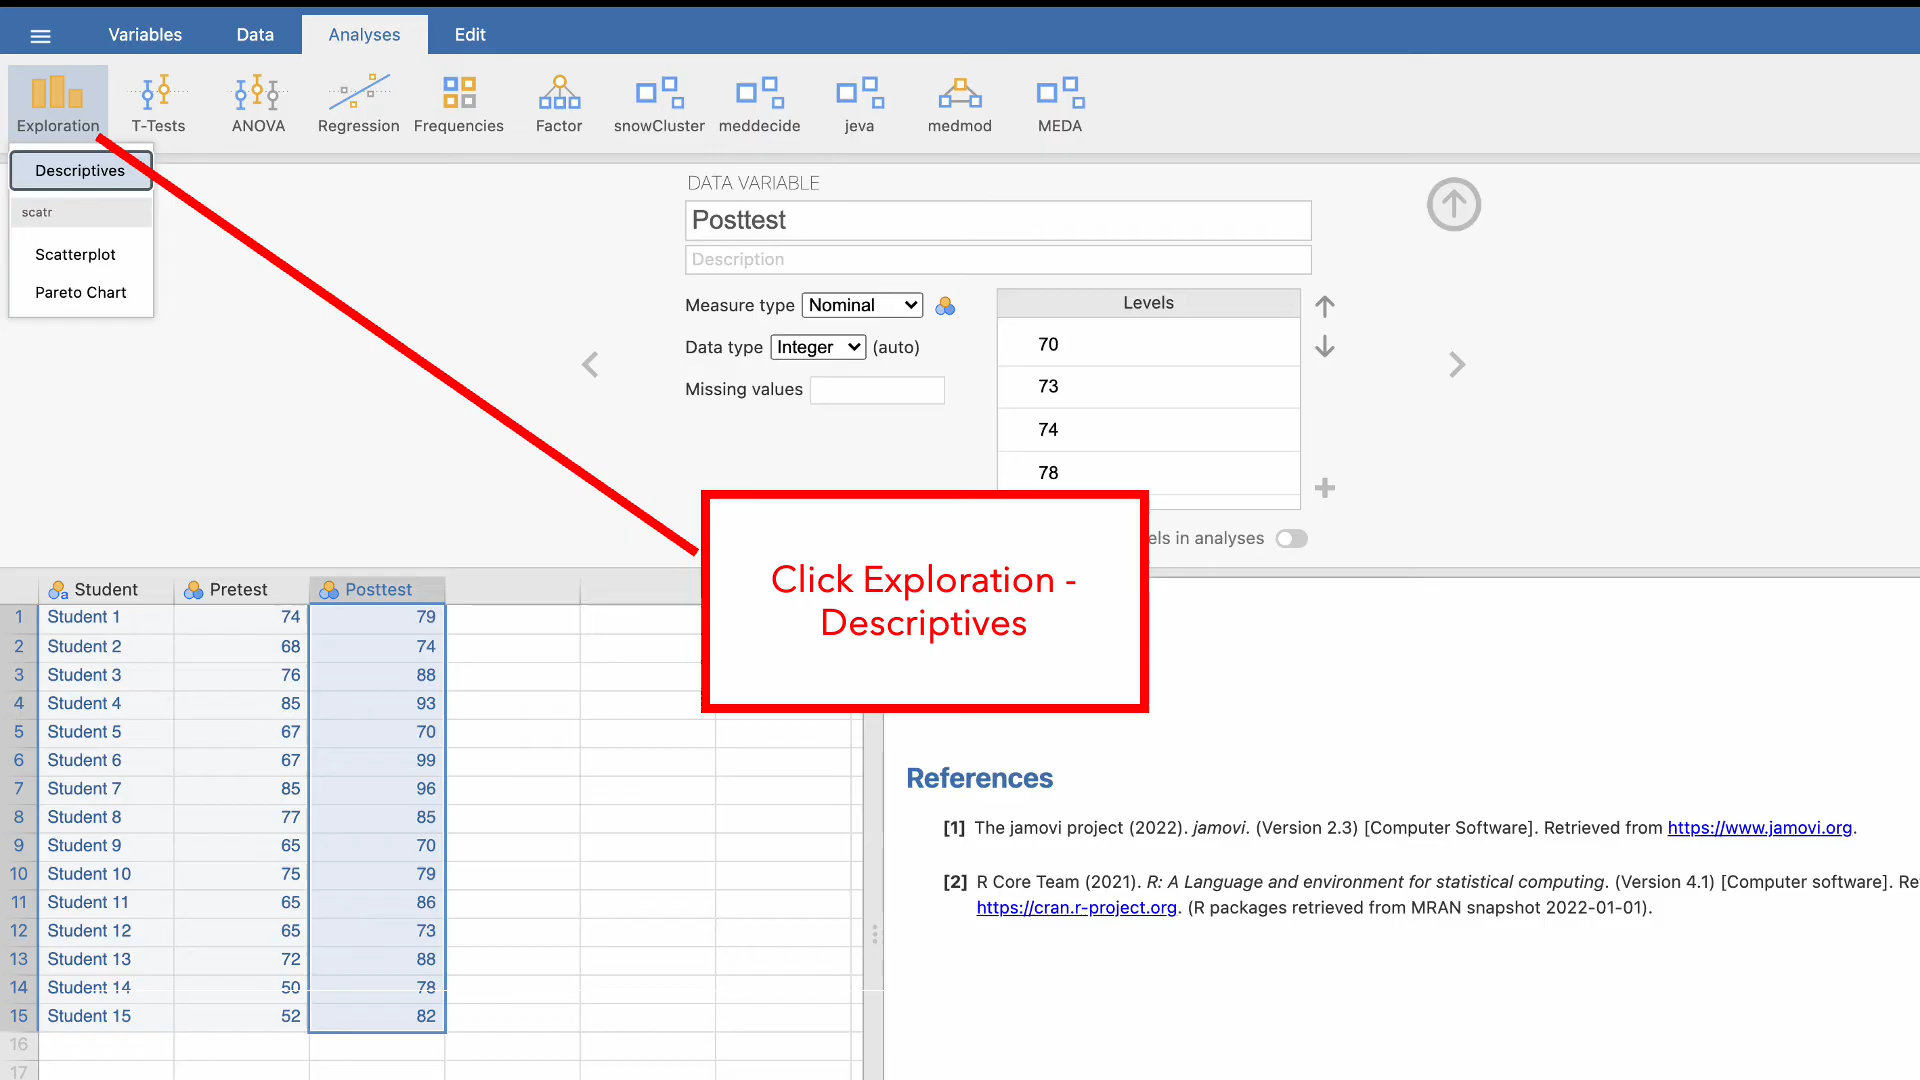 Variables Data Analyses Edit
Exploration T-Tests ANOVA Regression Frequencies Factor snowCluster meddecide jeva medmod MEDA
Descriptives
scatr
Scatterplot
Pareto Chart
DATA VARIABLE
Posttest
Description
Measure type Nominal
Data type Integer (auto)
Missing values
Levels
70
73
74
78
els in analyses
Click Exploration -
Descriptives
Student Pretest Posttest
1 Student 1 74 79
2 Student 2 68 74
3 Student 3 76 88
4 Student 4 85 93
5 Student 5 67 70
6 Student 6 67 99
7 Student 7 85 96
8 Student 8 77 85
9 Student 9 65 70
10 Student 10 75 79
11 Student 11 65 86
12 Student 12 65 73
13 Student 13 72 88
14 Student 14 50 78
15 Student 15 52 82
16
17
References
[1] The jamovi project (2022). jamovi. (Version 2.3) [Computer Software]. Retrieved from https://www.jamovi.org.
[2] R Core Team (2021). R: A Language and environment for statistical computing. (Version 4.1) [Computer software]. Re
https://cran.r-project.org. (R packages retrieved from MRAN snapshot 2022-01-01).